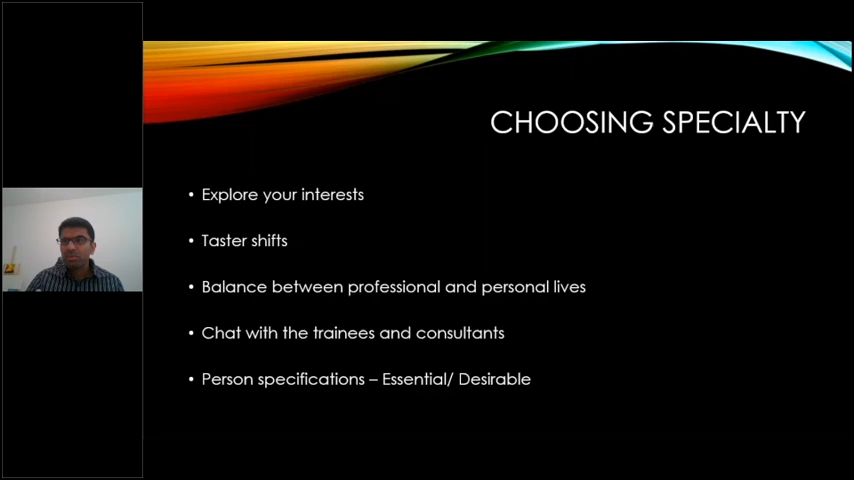 CHOOSING SPECIALTY
• Explore your interests
• Taster shifts
• Balance between professional and personal lives
• Chat with the trainees and consultants
• Person specifications – Essential/ Desirable